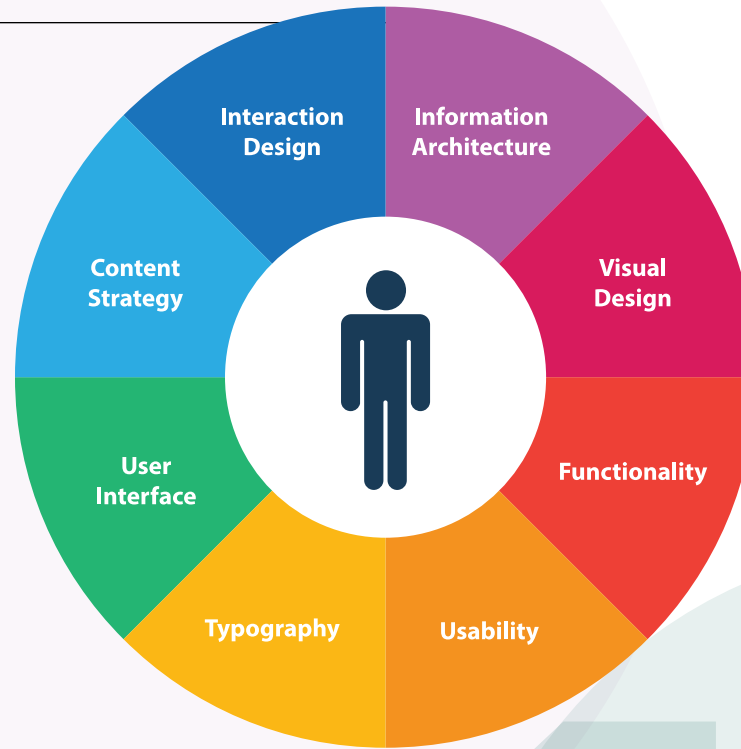 Interaction
Design
Information
Architecture
Visual
Design
Functionality
Usability
Typography
User
Interface
Content
Strategy